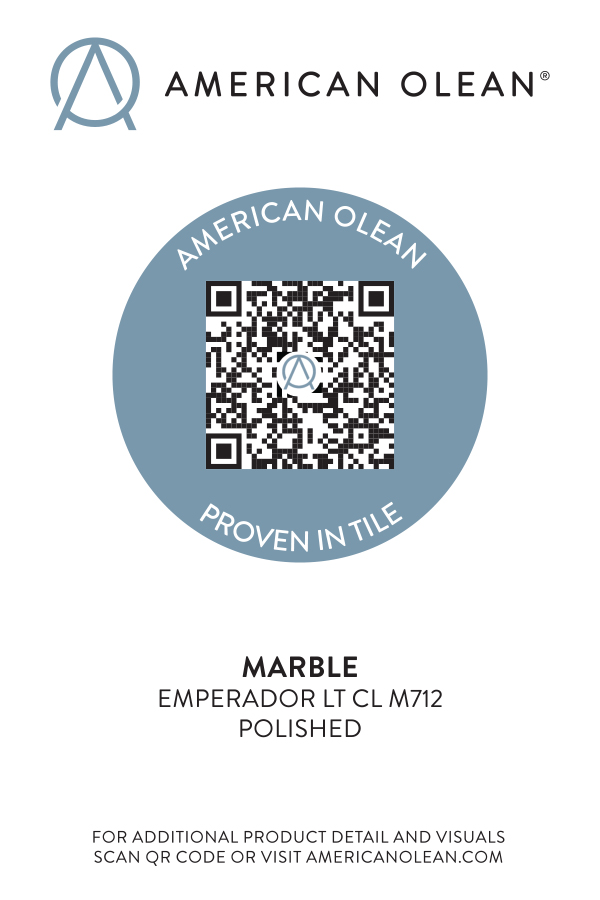 AMERICAN OLEAN®
AMERICAN OLEAN
PROVEN IN TILE
MARBLE
EMPERADOR LT CL M712
POLISHED
FOR ADDITIONAL PRODUCT DETAIL AND VISUALS
SCAN QR CODE OR VISIT AMERICANOLEAN.COM